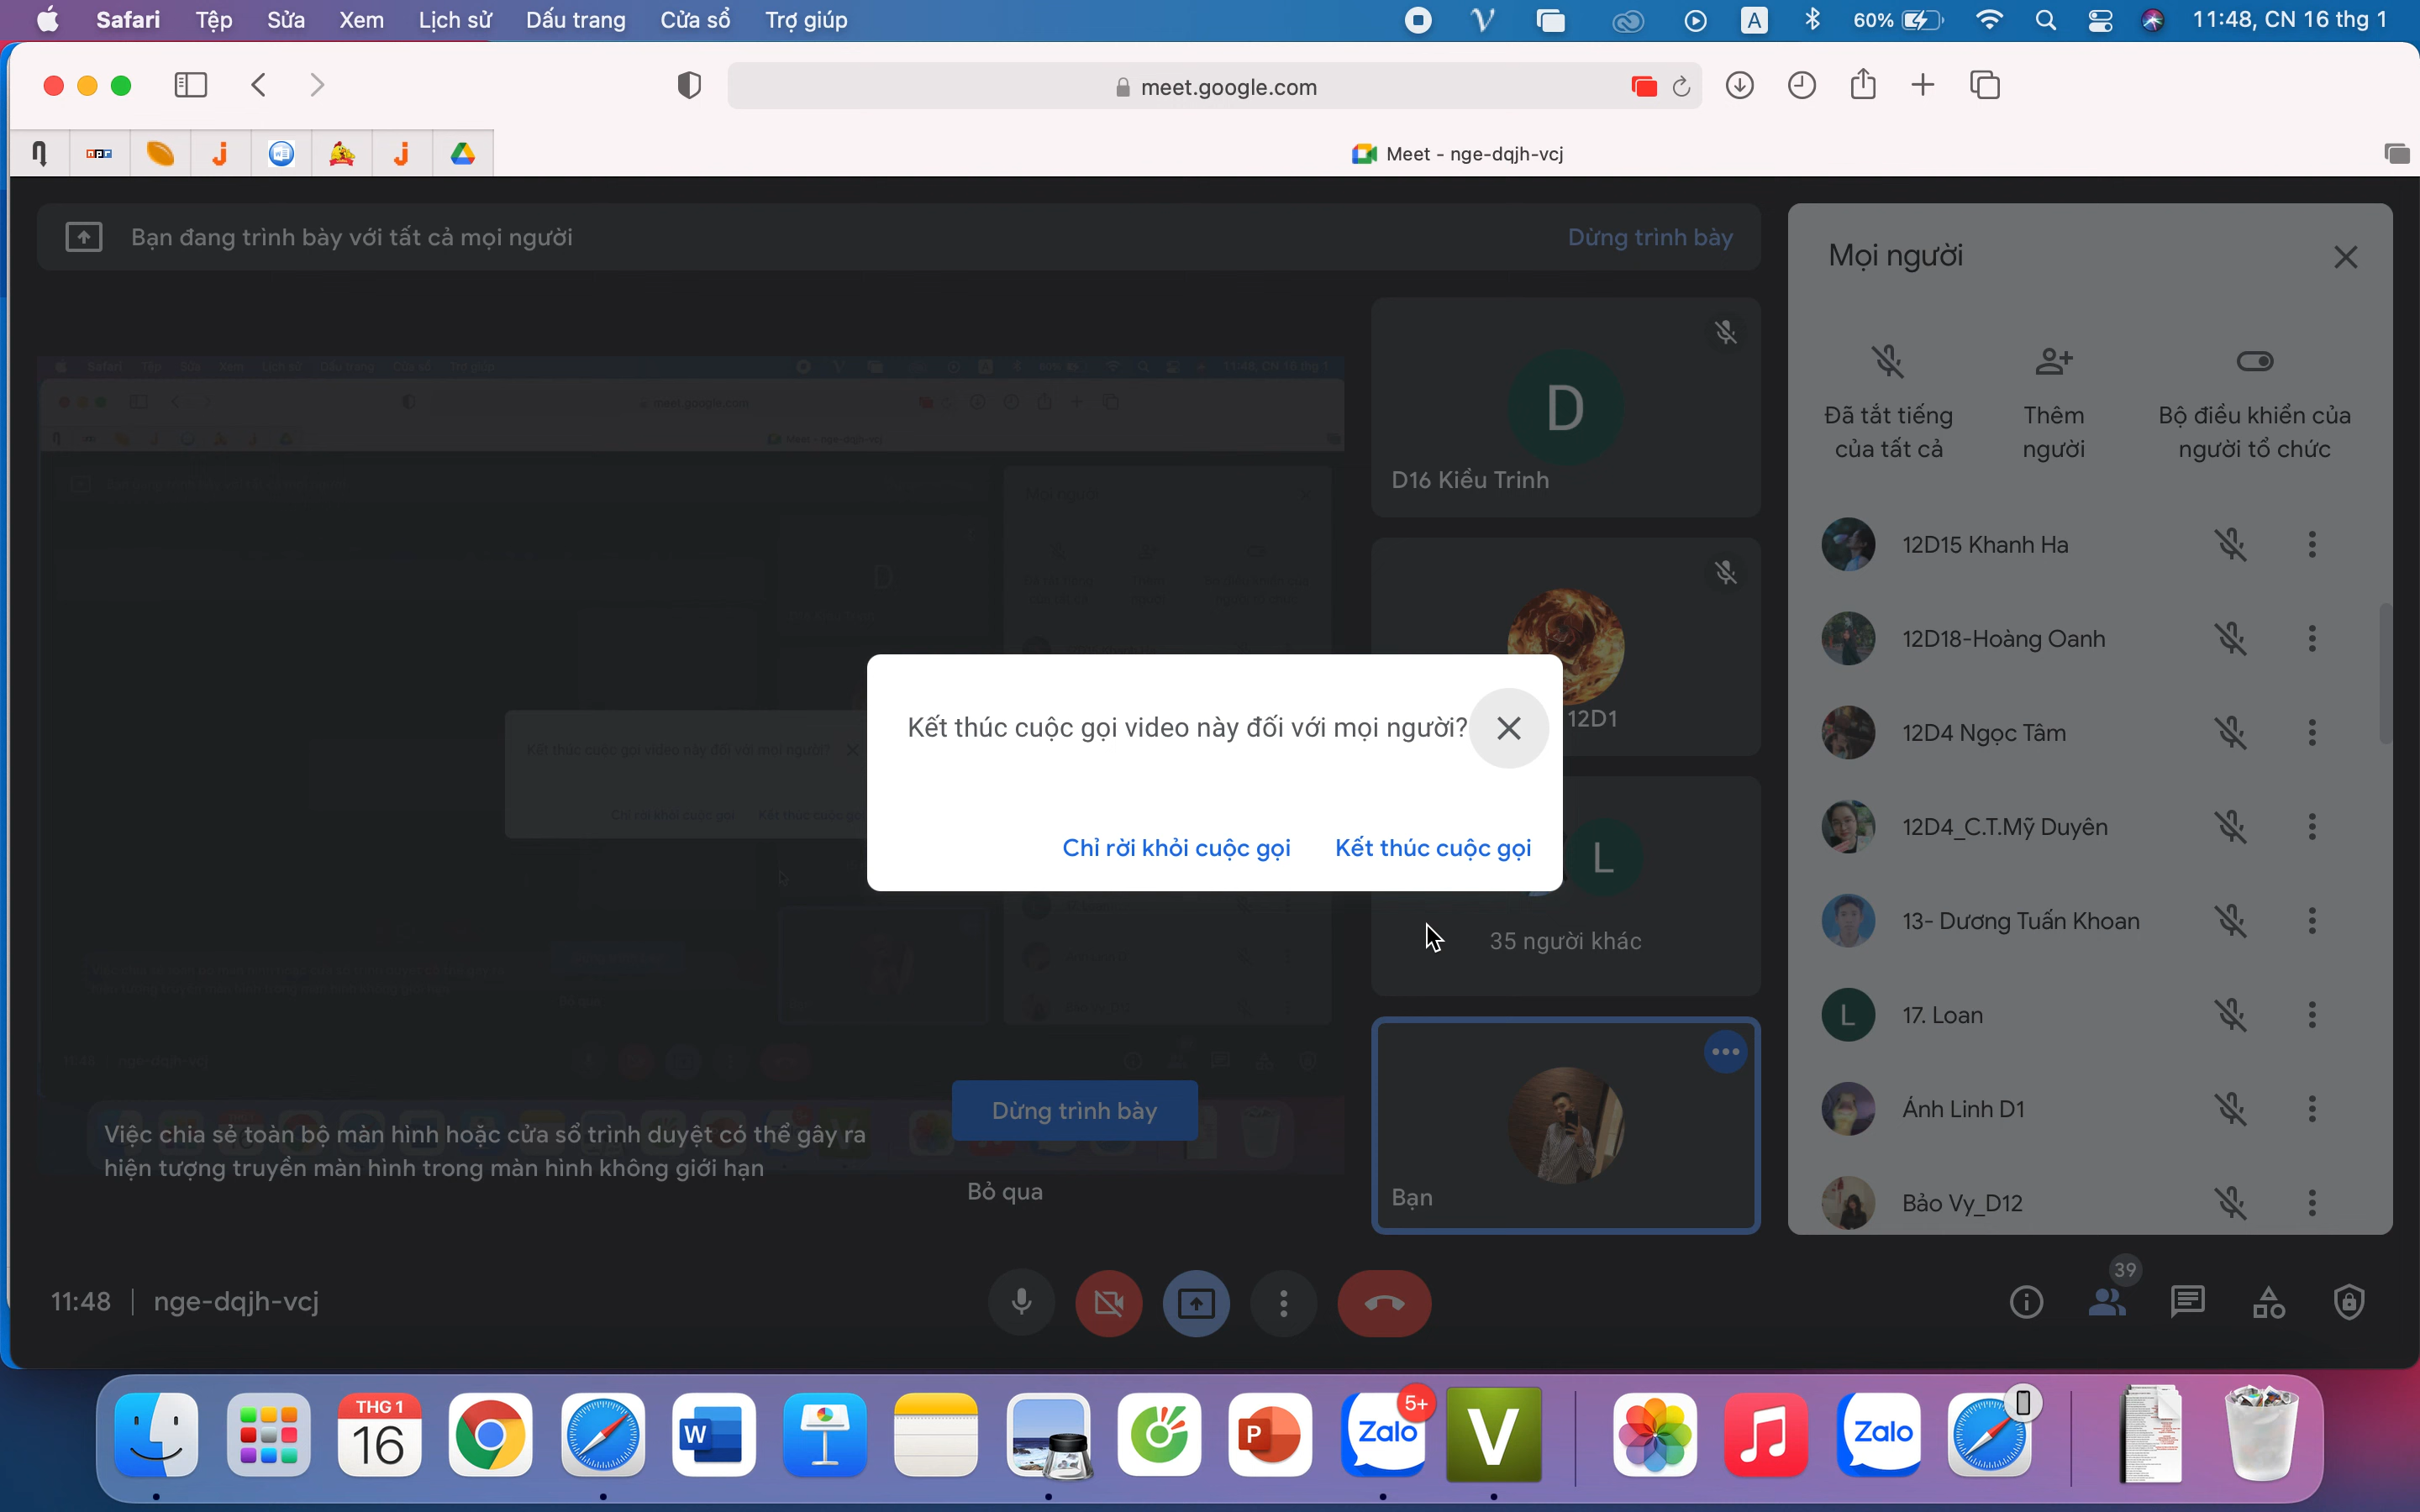 Safari Tệp Sửa Xem Lịch sử Dấu trang Cửa sổ Trợ giúp
A 60% 11:48, CN 16 thg 1
meet.google.com
npr
Meet - nge-dqjh-vcj
Bạn đang trình bày với tất cả mọi người
Dừng trình bày
Mọi người
Đã tắt tiếng
của tất cả
Thêm
người
Bộ điều khiển của
người tổ chức
D
D16 Kiểu Trinh
12D1
L
35 người khác
Bạn
Kết thúc cuộc gọi video này đối với mọi người?
Chỉ rời khỏi cuộc gọi
Kết thúc cuộc gọi
12D15 Khanh Ha
12D18-Hoàng Oanh
12D4 Ngọc Tâm
12D4_C.T.Mỹ Duyên
13- Dương Tuấn Khoan
L
17. Loan
Ánh Linh D1
Bảo Vy_D12
Việc chia sẻ toàn bộ màn hình hoặc cửa sổ trình duyệt có thể gây ra
hiện tượng truyền màn hình trong màn hình không giới hạn
Dừng trình bày
Bỏ qua
11:48
nge-dqjh-vcj
39
THG 1
16
W
P
Zalo
5+
V
Zalo